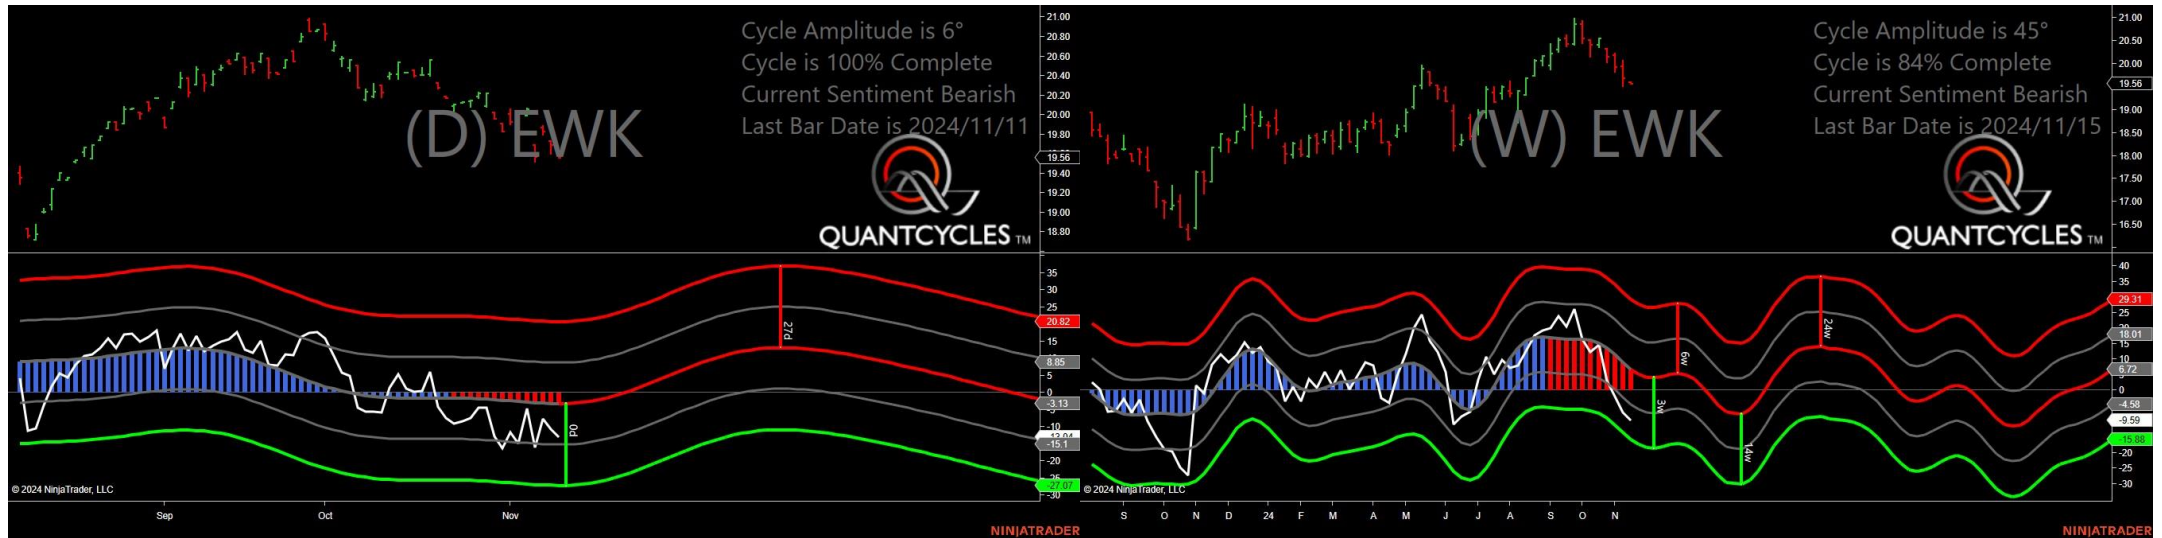 Cycle Amplitude is 6°
Cycle is 100% Complete
Current Sentiment Bearish
Last Bar Date is 2024/11/11
(D) EWK
QUANTCYCLES TM
21.00
20.80
20.60
20.40
20.20
20.00
19.80
19.56
19.40
19.20
19.00
18.80
35
30
25
20.82
15
8.85
5
0
-3.13
-5
-10
-13.04
-15.1
-20
-25
-27.07
-30
27d
0d
© 2024 NinjaTrader, LLC
Sep Oct Nov
NINJATRADER
Cycle Amplitude is 45°
Cycle is 84% Complete
Current Sentiment Bearish
Last Bar Date is 2024/11/15
(W) EWK
QUANTCYCLES TM
21.00
20.50
20.00
19.56
19.00
18.50
18.00
17.50
17.00
16.50
40
35
29.31
25
18.01
15
10
6.72
0
-4.58
-9.59
-15.88
-20
-25
-30
6w
24w
3w
14w
© 2024 NinjaTrader, LLC
S O N D 24 F M A M J J A S O N
NINJATRADER